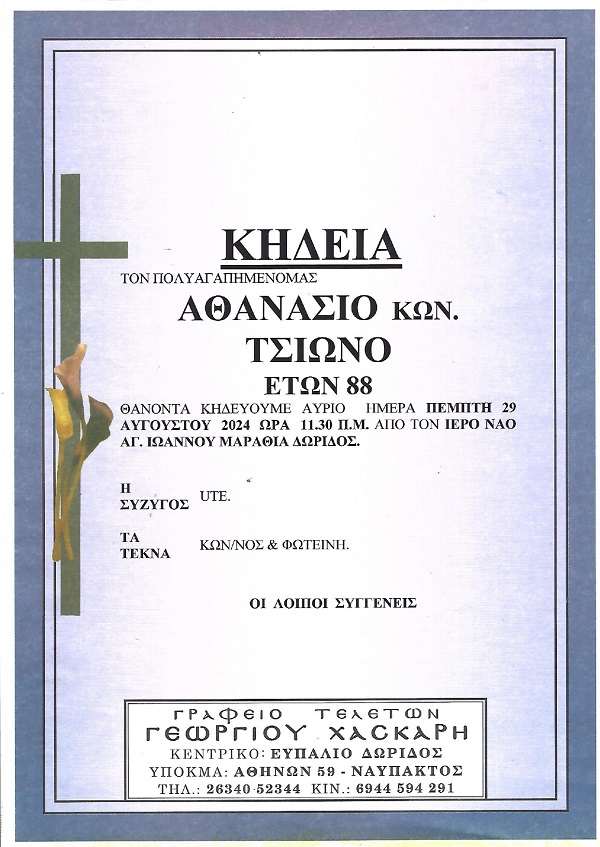 ΚΗΔΕΙΑ
ΤΟΝ ΠΟΛΥΑΓΑΠΗΜΕΝΟΜΑΣ
ΑΘΑΝΑΣΙΟ ΚΩΝ.
ΤΣΙΩΝΟ
ΕΤΩΝ 88
ΘΑΝΟΝΤΑ ΚΗΔΕΥΟΥΜΕ ΑΥΡΙΟ ΗΜΕΡΑ ΠΕΜΠΤΗ 29
ΑΥΓΟΥΣΤΟΥ 2024 ΩΡΑ 11.30 Π.Μ. ΑΠΟ ΤΟΝ ΙΕΡΟ ΝΑΟ
ΑΓ. ΙΩΑΝΝΟΥ ΜΑΡΑΘΙΑ ΔΩΡΙΔΟΣ.
Η
ΣΥΖΥΓΟΣ UTE.
ΤΑ
ΤΕΚΝΑ ΚΩΝ/ΝΟΣ & ΦΩΤΕΙΝΗ.
ΟΙ ΛΟΙΠΟΙ ΣΥΓΓΕΝΕΙΣ
ΓΡΑΦΕΙΟ ΤΕΛΕΤΩΝ
ΓΕΩΡΓΙΟΥ ΧΑΣΚΑΡΗ
ΚΕΝΤΡΙΚΟ: ΕΥΠΑΛΙΟ ΔΩΡΙΔΟΣ
ΥΠΟΚΜΑ: ΑΘΗΝΩΝ 59 - ΝΑΥΠΑΚΤΟΣ
ΤΗΛ.: 26340 52344 ΚΙΝ.: 6944 594 291